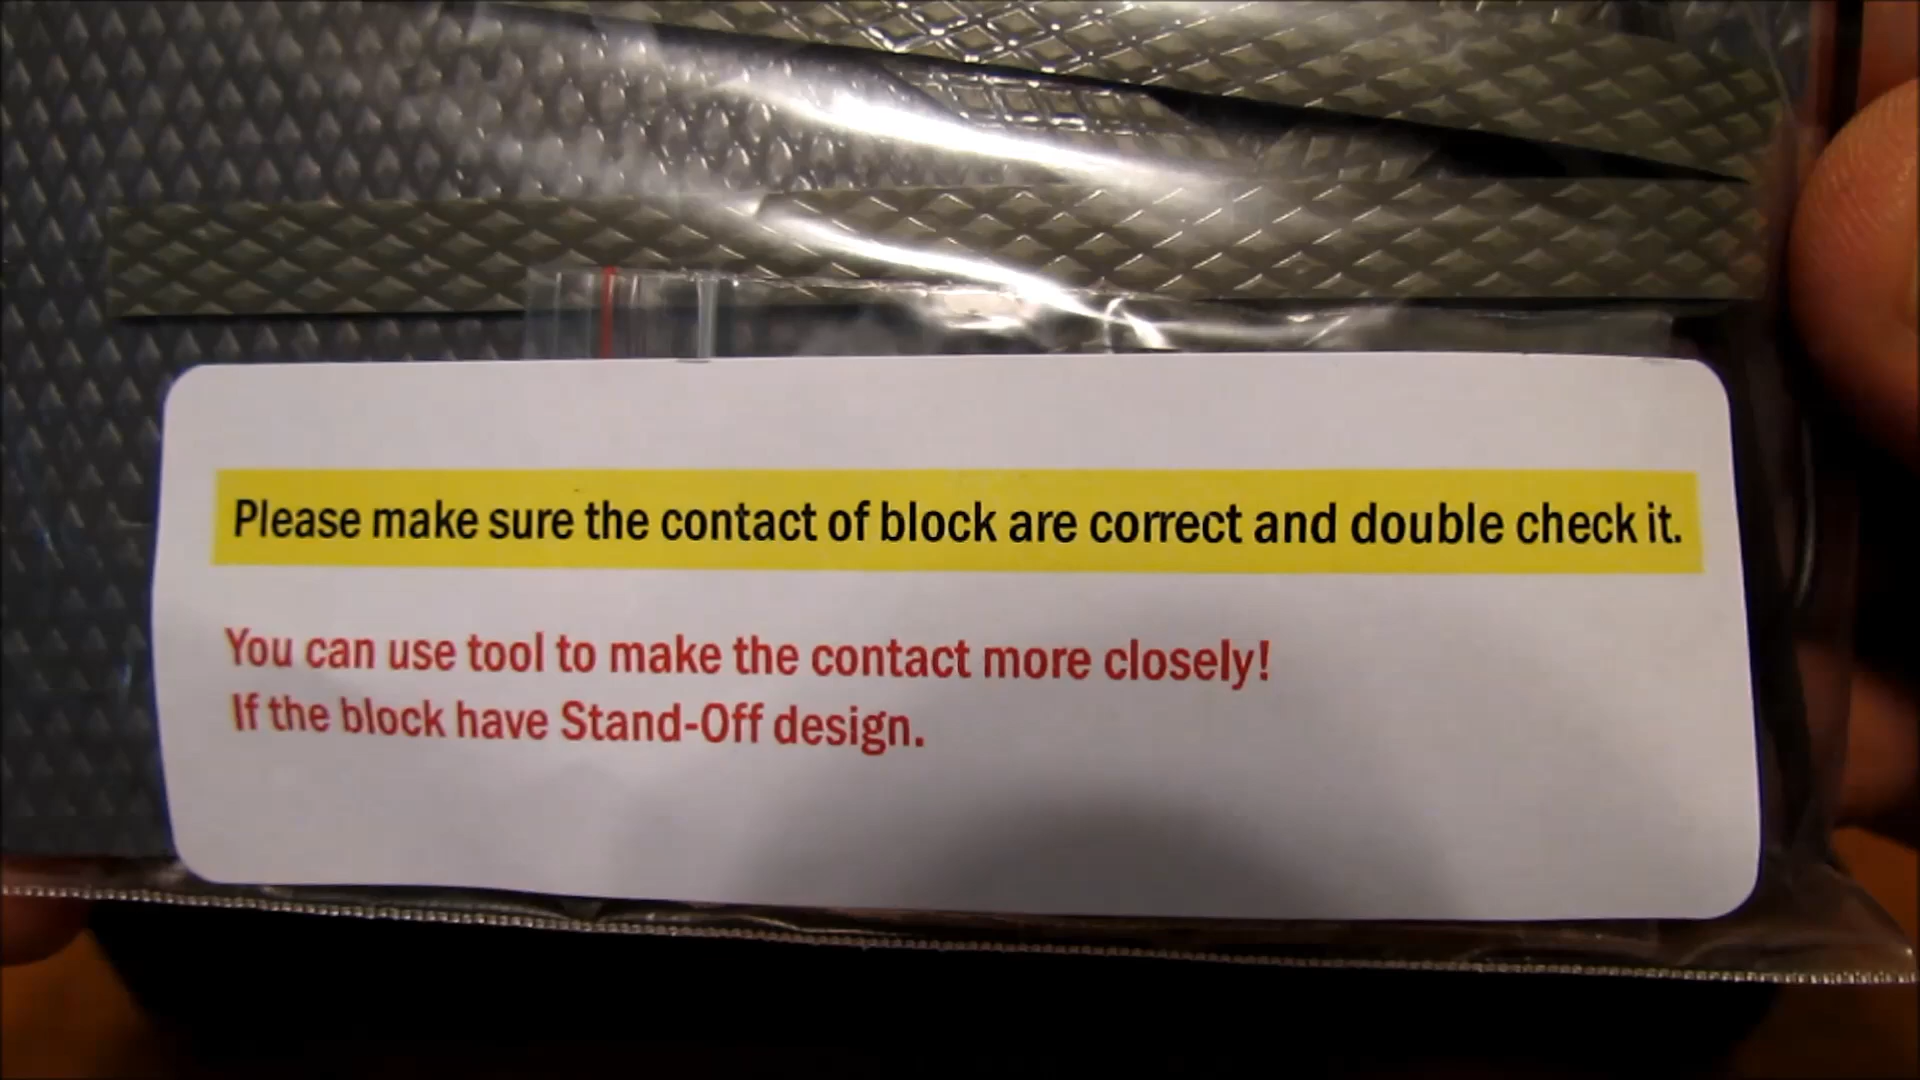 Please make sure the contact of block are correct and double check it.
You can use tool to make the contact more closely!
If the block have Stand-Off design.